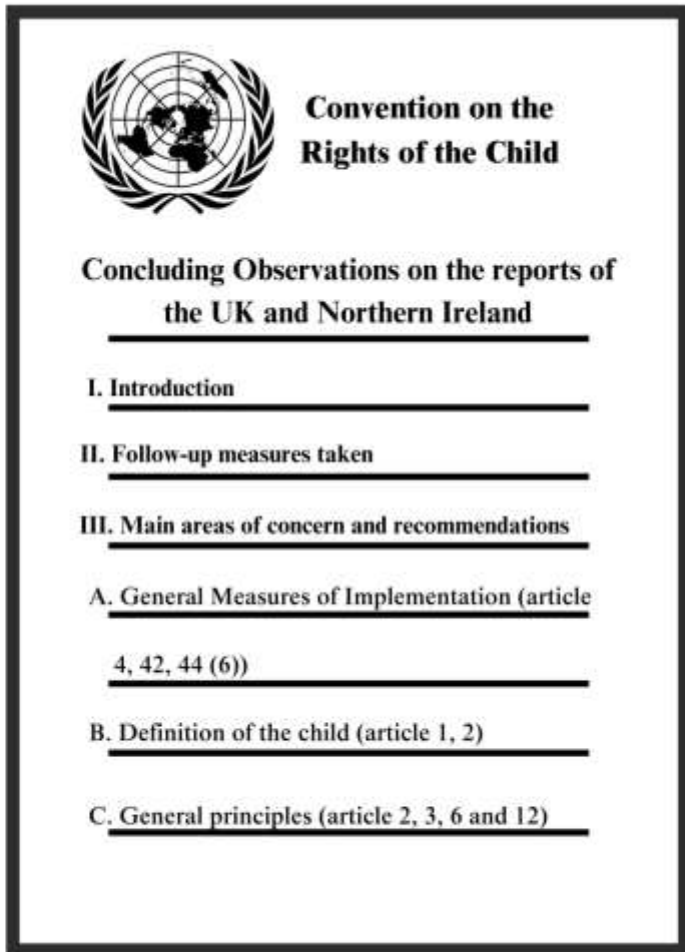 Convention on the
Rights of the Child
Concluding Observations on the reports of
the UK and Northern Ireland
I. Introduction
II. Follow-up measures taken
III. Main areas of concern and recommendations
A. General Measures of Implementation (article
4, 42, 44 (6))
B. Definition of the child (article 1, 2)
C. General principles (article 2, 3, 6 and 12)